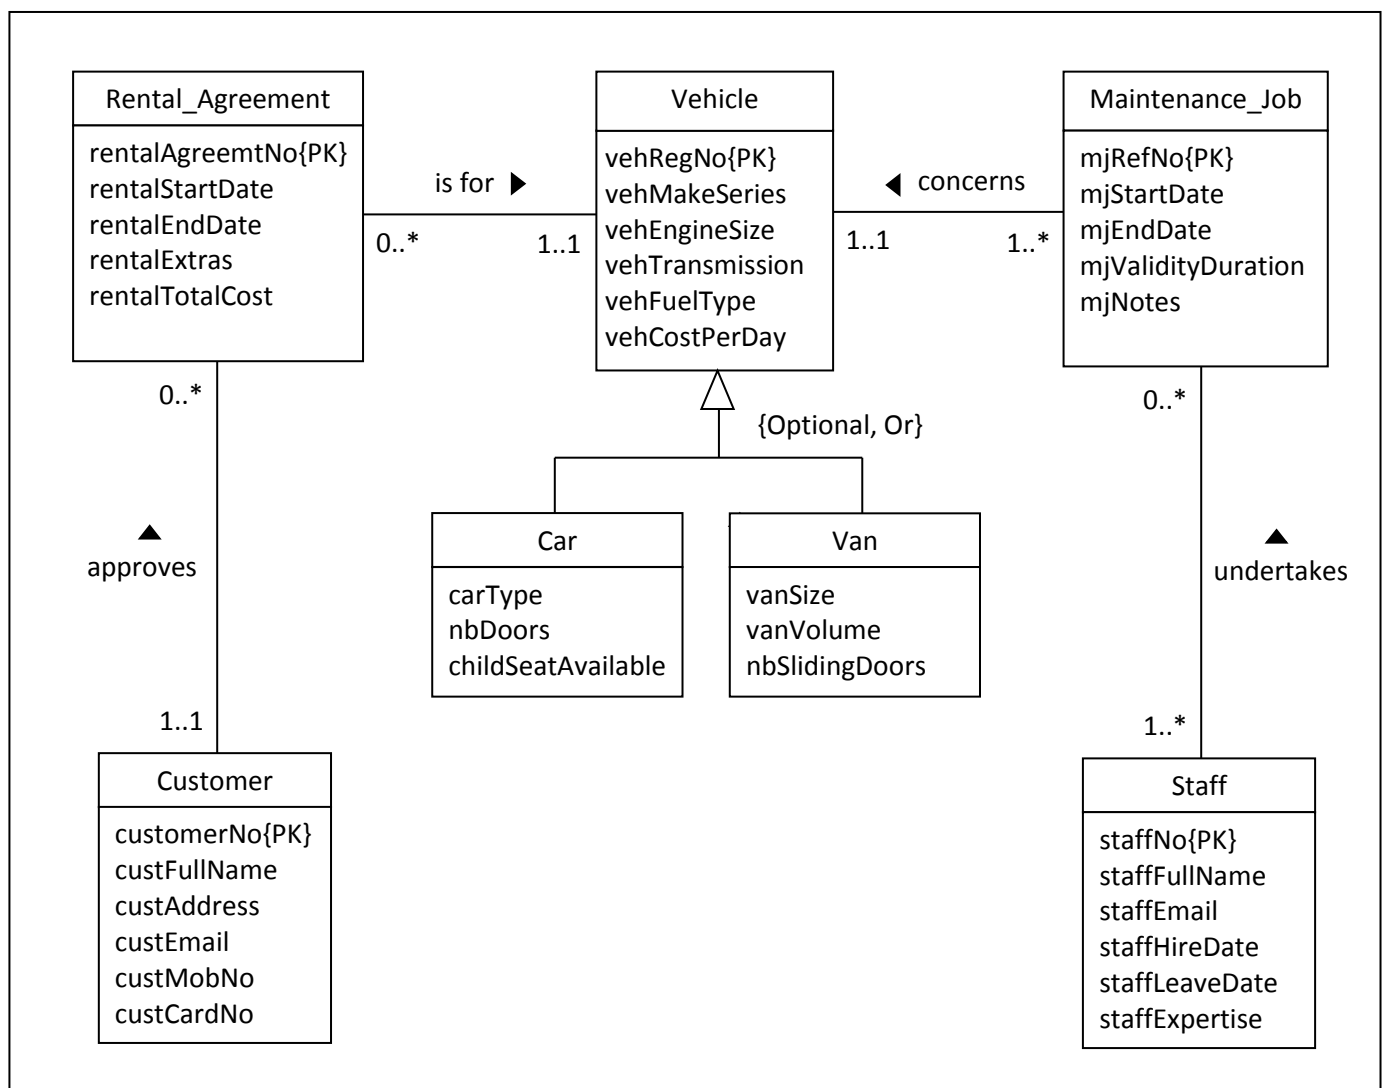 Rental_Agreement
rentalAgreemtNo{PK}
rentalStartDate
rentalEndDate
rentalExtras
rentalTotalCost
is for ▶
0..*
1..1
Vehicle
vehRegNo{PK}
vehMakeSeries
vehEngineSize
vehTransmission
vehFuelType
vehCostPerDay
◀ concerns
1..1
1..*
Maintenance_Job
mjRefNo{PK}
mjStartDate
mjEndDate
mjValidityDuration
mjNotes
0..*
{Optional, Or}
0..*
Car
carType
nbDoors
childSeatAvailable
Van
vanSize
vanVolume
nbSlidingDoors
▲
approves
▲
undertakes
1..1
1..*
Customer
customerNo{PK}
custFullName
custAddress
custEmail
custMobNo
custCardNo
Staff
staffNo{PK}
staffFullName
staffEmail
staffHireDate
staffLeaveDate
staffExpertise